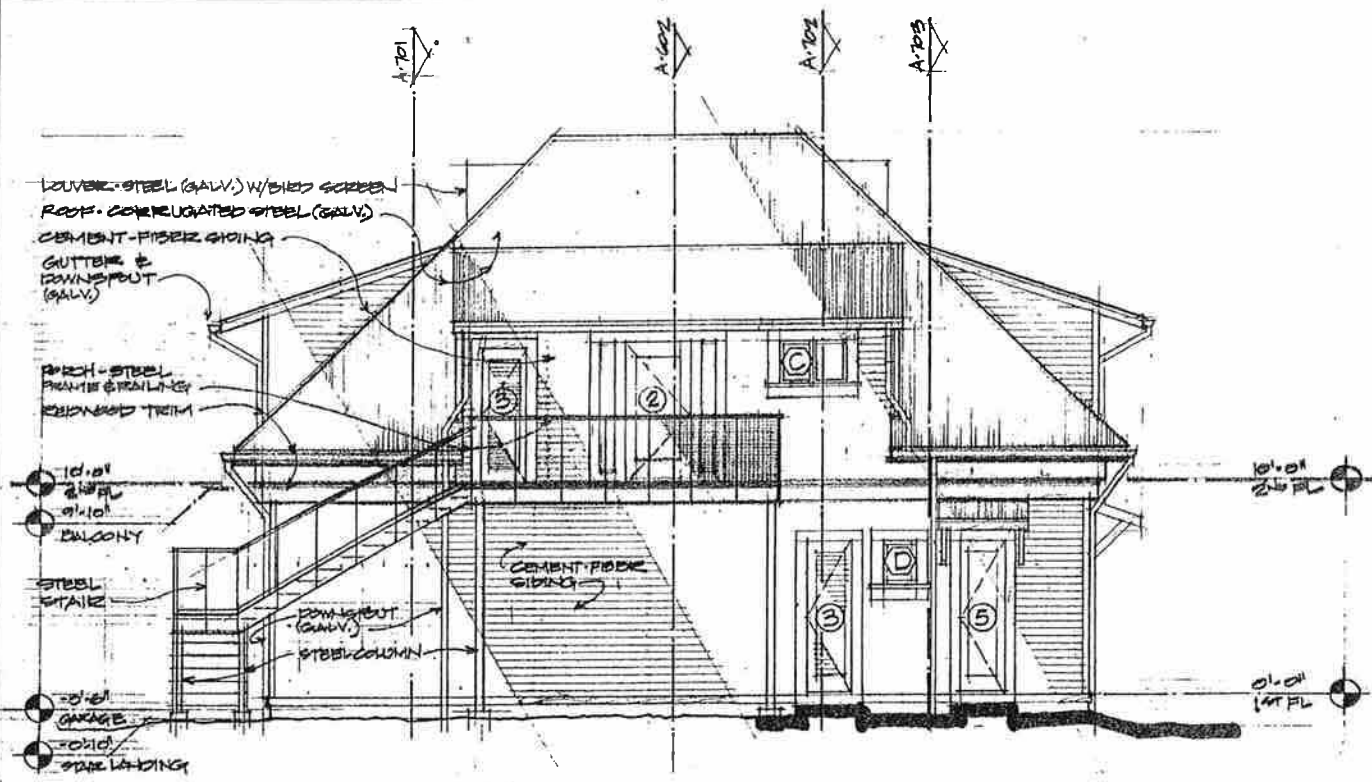 A-701
A-602
A-702
A-703
LOUVER-STEEL (GALV.) W/BIRD SCREEN
ROOF-CORRUGATED STEEL (GALV.)
CEMENT-FIBER SIDING
GUTTER &
DOWNSPOUT
(GALV.)
PORCH-STEEL
FRAME & RAILING
REDWOOD TRIM
C
3
2
10'-0"
2ND FL
9'-10"
BALCONY
10'-0"
2ND FL
STEEL
STAIR
CEMENT-FIBER
SIDING
D
DOWNSPOUT
(GALV.)
STEEL COLUMN
3
5
-0'-6"
GARAGE
-0'-10"
STAIR LANDING
0'-0"
1ST FL